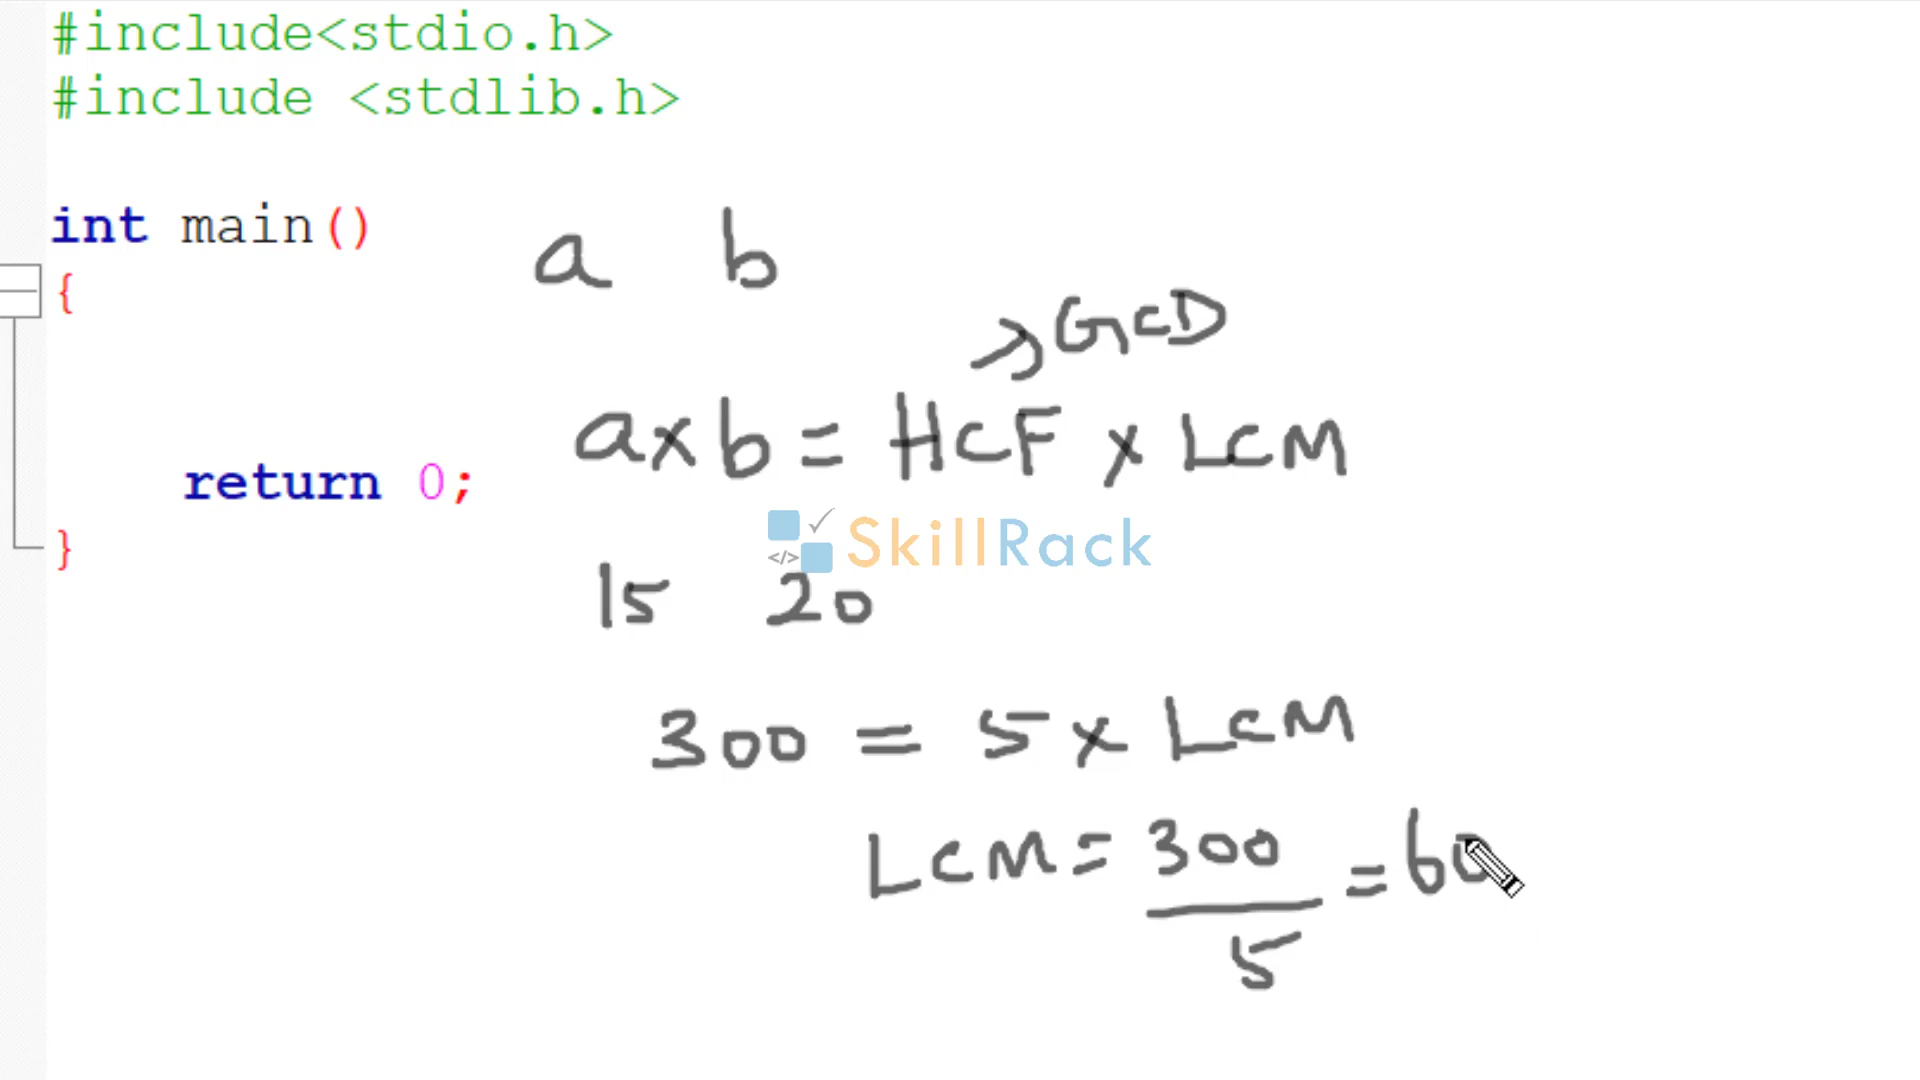 #include<stdio.h>
#include <stdlib.h>
int main()
{
a b
→GCD
a×b = HCF × LCM
return 0;
</> SkillRack
}
15 20
300 = 5 × LCM
LCM = 300 = 60
5